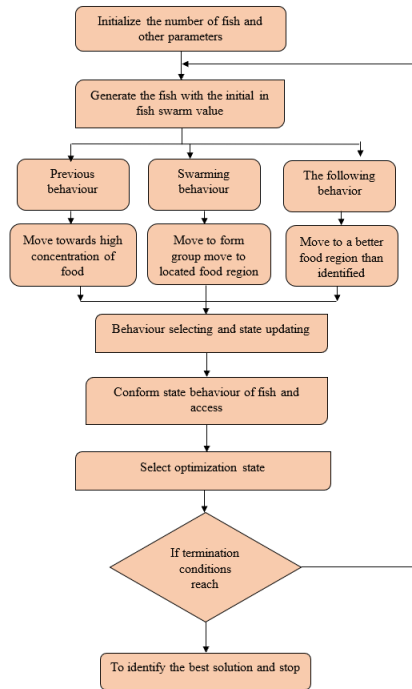 Initialize the number of fish and
other parameters
Generate the fish with the initial in
fish swarm value
Previous
behaviour
Swarming
behaviour
The following
behavior
Move towards high
concentration of
food
Move to form
group move to
located food region
Move to a better
food region than
identified
Behaviour selecting and state updating
Conform state behaviour of fish and
access
Select optimization state
If termination
conditions
reach
To identify the best solution and stop